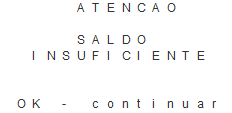 ATENCAO
SALDO
INSUFICIENTE
OK - continuar